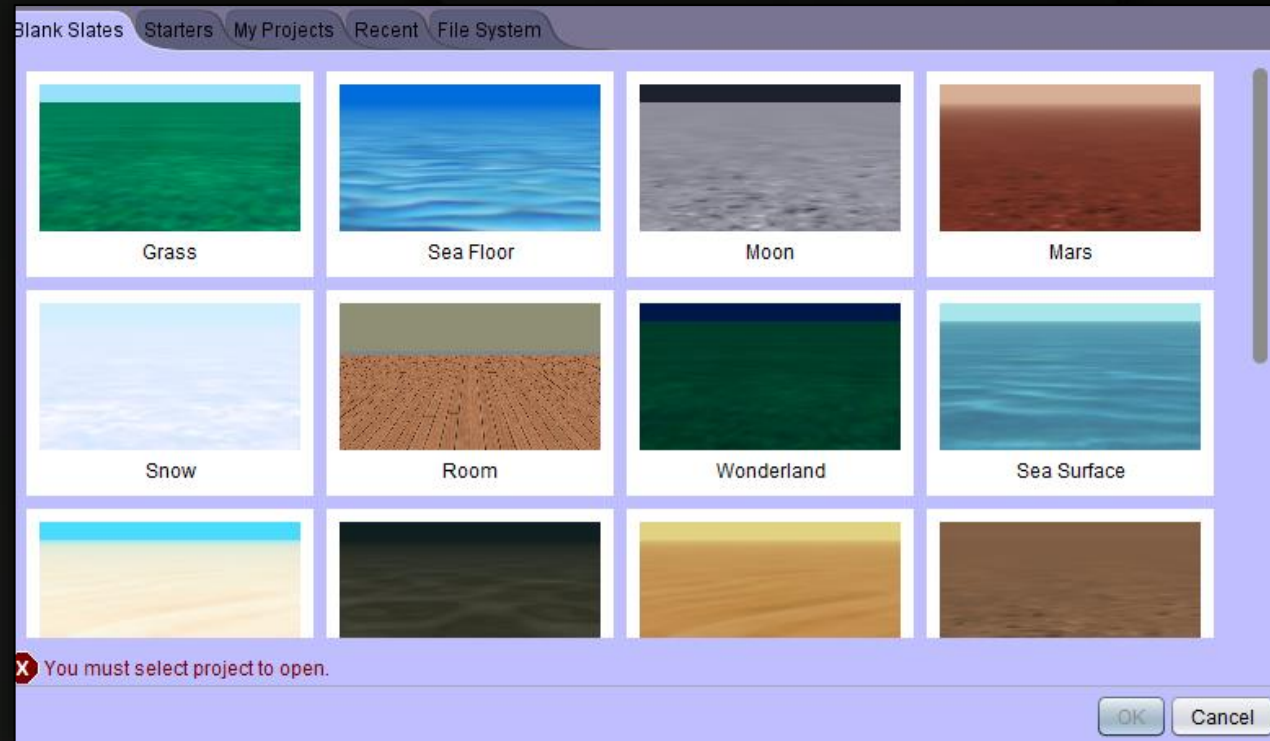 Blank Slates Starters My Projects Recent File System
Grass Sea Floor Moon Mars
Snow Room Wonderland Sea Surface
X You must select project to open.
OK Cancel